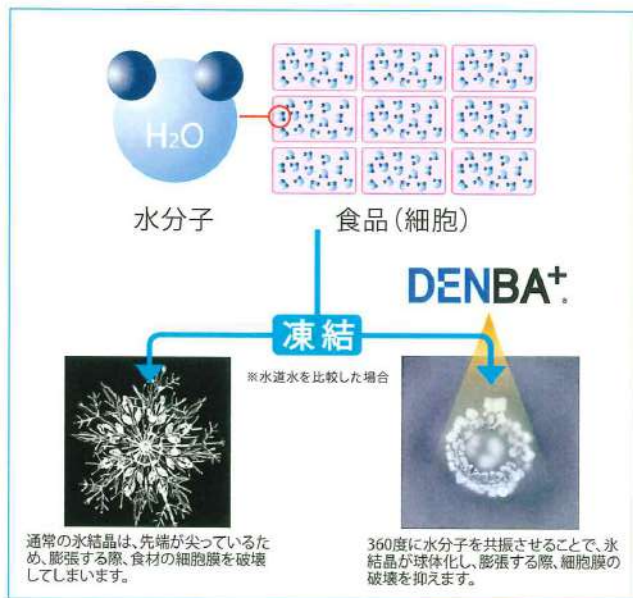 H₂O
水分子
食品（細胞）
DENBA+®
凍結
※水道水を比較した場合
通常の氷結晶は、先端が尖っているた
め、膨張する際、食材の細胞膜を破壊
してしまいます。
360度に水分子を共振させることで、氷
結晶が球体化し、膨張する際、細胞膜の
破壊を抑えます。